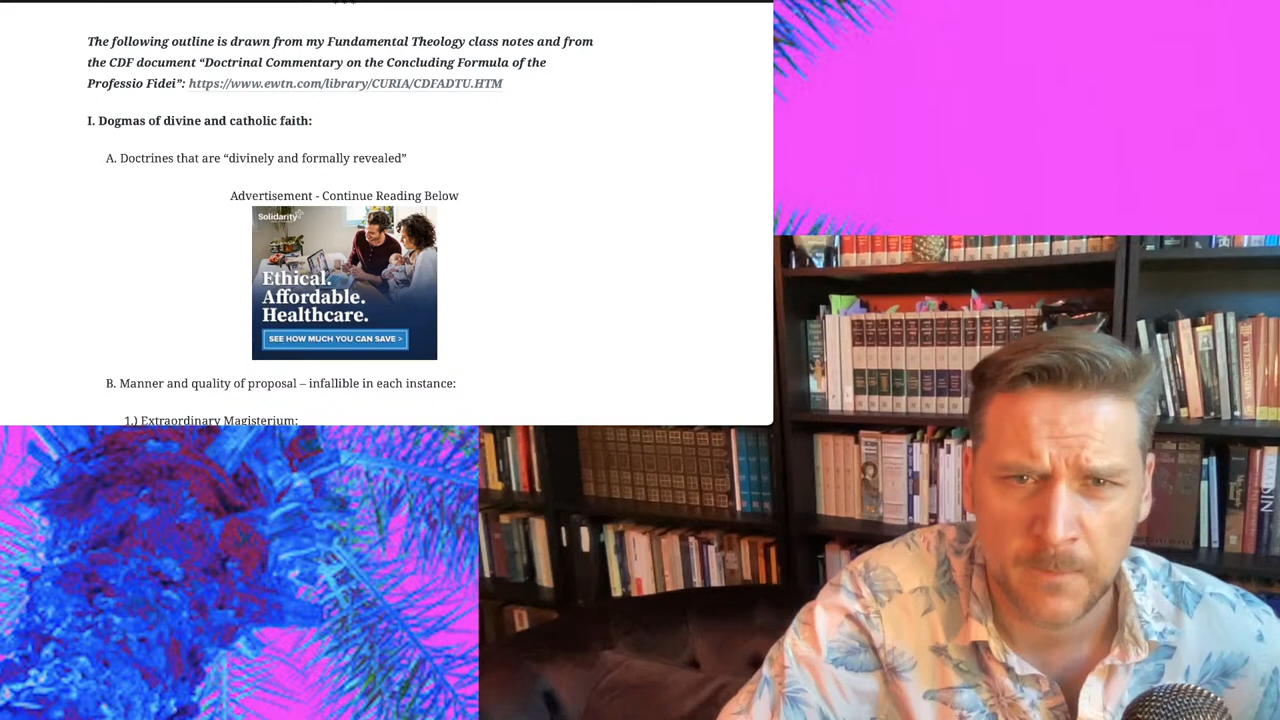 The following outline is drawn from my Fundamental Theology class notes and from
the CDF document “Doctrinal Commentary on the Concluding Formula of the
Professio Fidei”: https://www.ewtn.com/library/CURIA/CDFADTU.HTM
I. Dogmas of divine and catholic faith:
A. Doctrines that are “divinely and formally revealed”
Advertisement - Continue Reading Below
Solidarity
Ethical.
Affordable.
Healthcare.
SEE HOW MUCH YOU CAN SAVE >
B. Manner and quality of proposal – infallible in each instance:
1.) Extraordinary Magisterium: